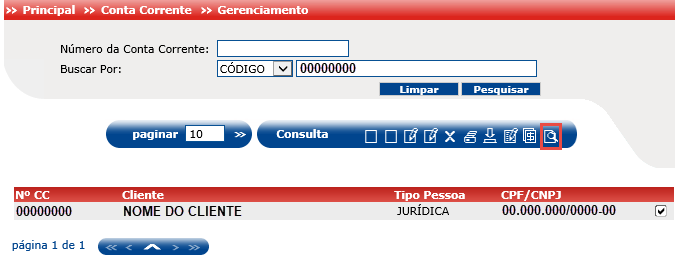 >> Principal >> Conta Corrente >> Gerenciamento
Número da Conta Corrente:
Buscar Por: CÓDIGO 00000000
Limpar Pesquisar
paginar 10 >> Consulta
Nº CC Cliente Tipo Pessoa CPF/CNPJ
00000000 NOME DO CLIENTE JURÍDICA 00.000.000/0000-00
página 1 de 1 << < > >>